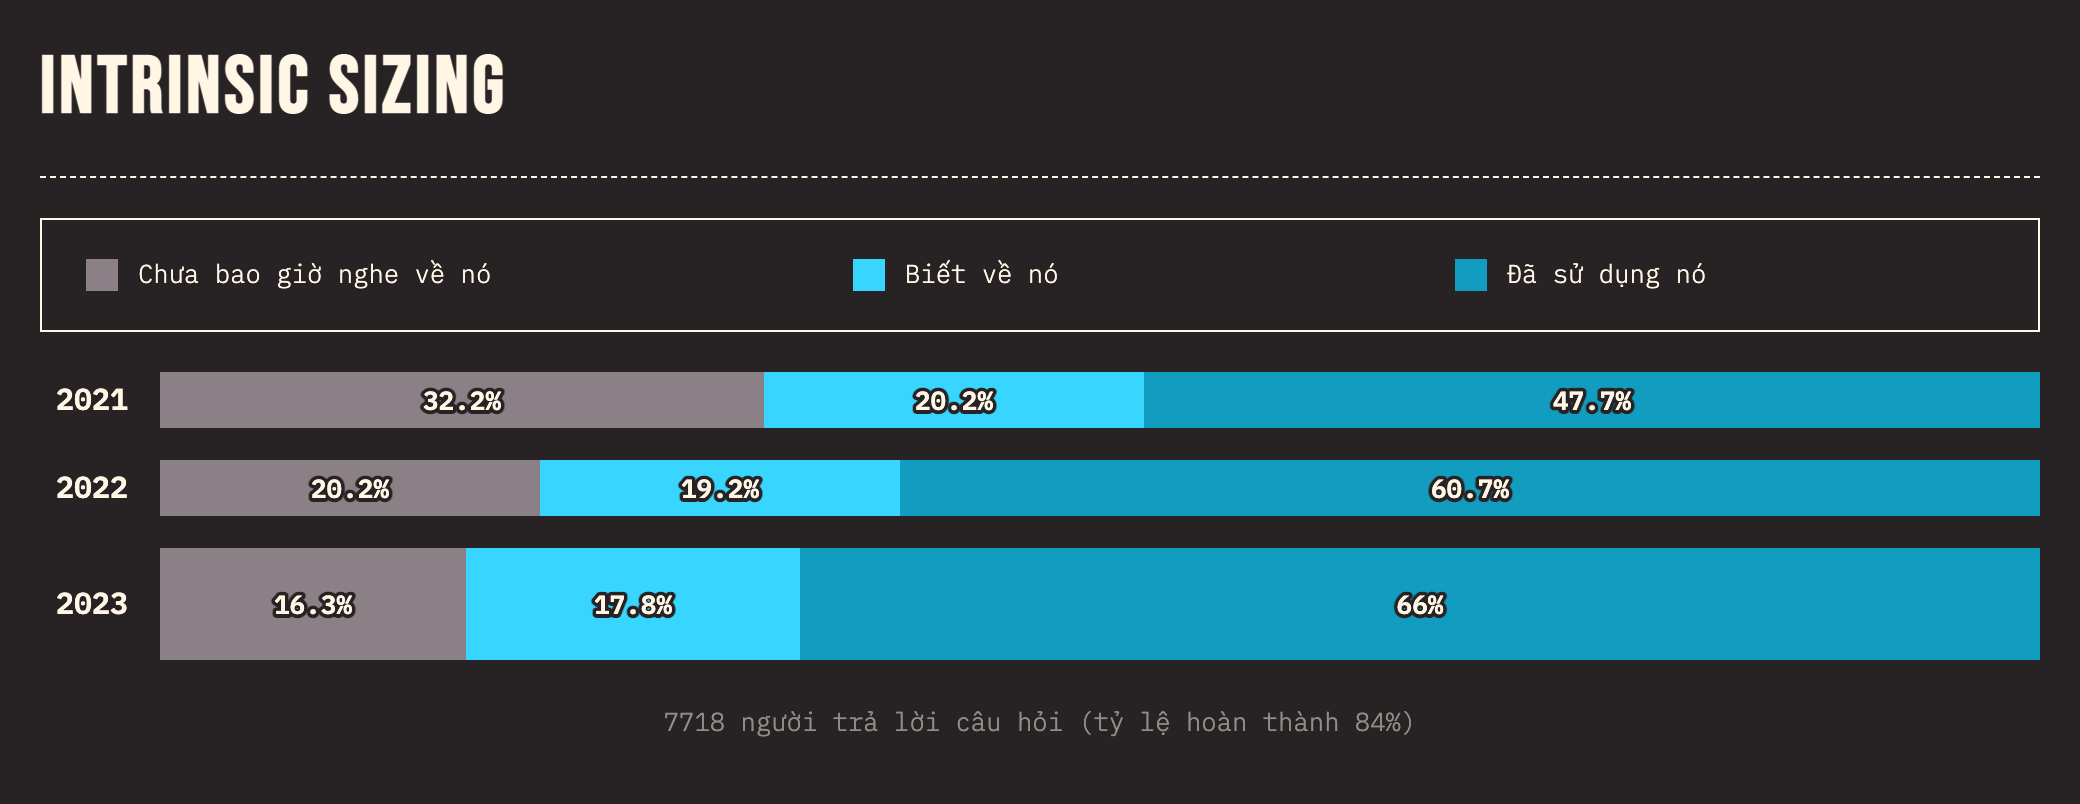 INTRINSIC SIZING
Chưa bao giờ nghe về nó Biết về nó Đã sử dụng nó
2021 32.2% 20.2% 47.7%
2022 20.2% 19.2% 60.7%
2023 16.3% 17.8% 66%
7718 người trả lời câu hỏi (tỷ lệ hoàn thành 84%)